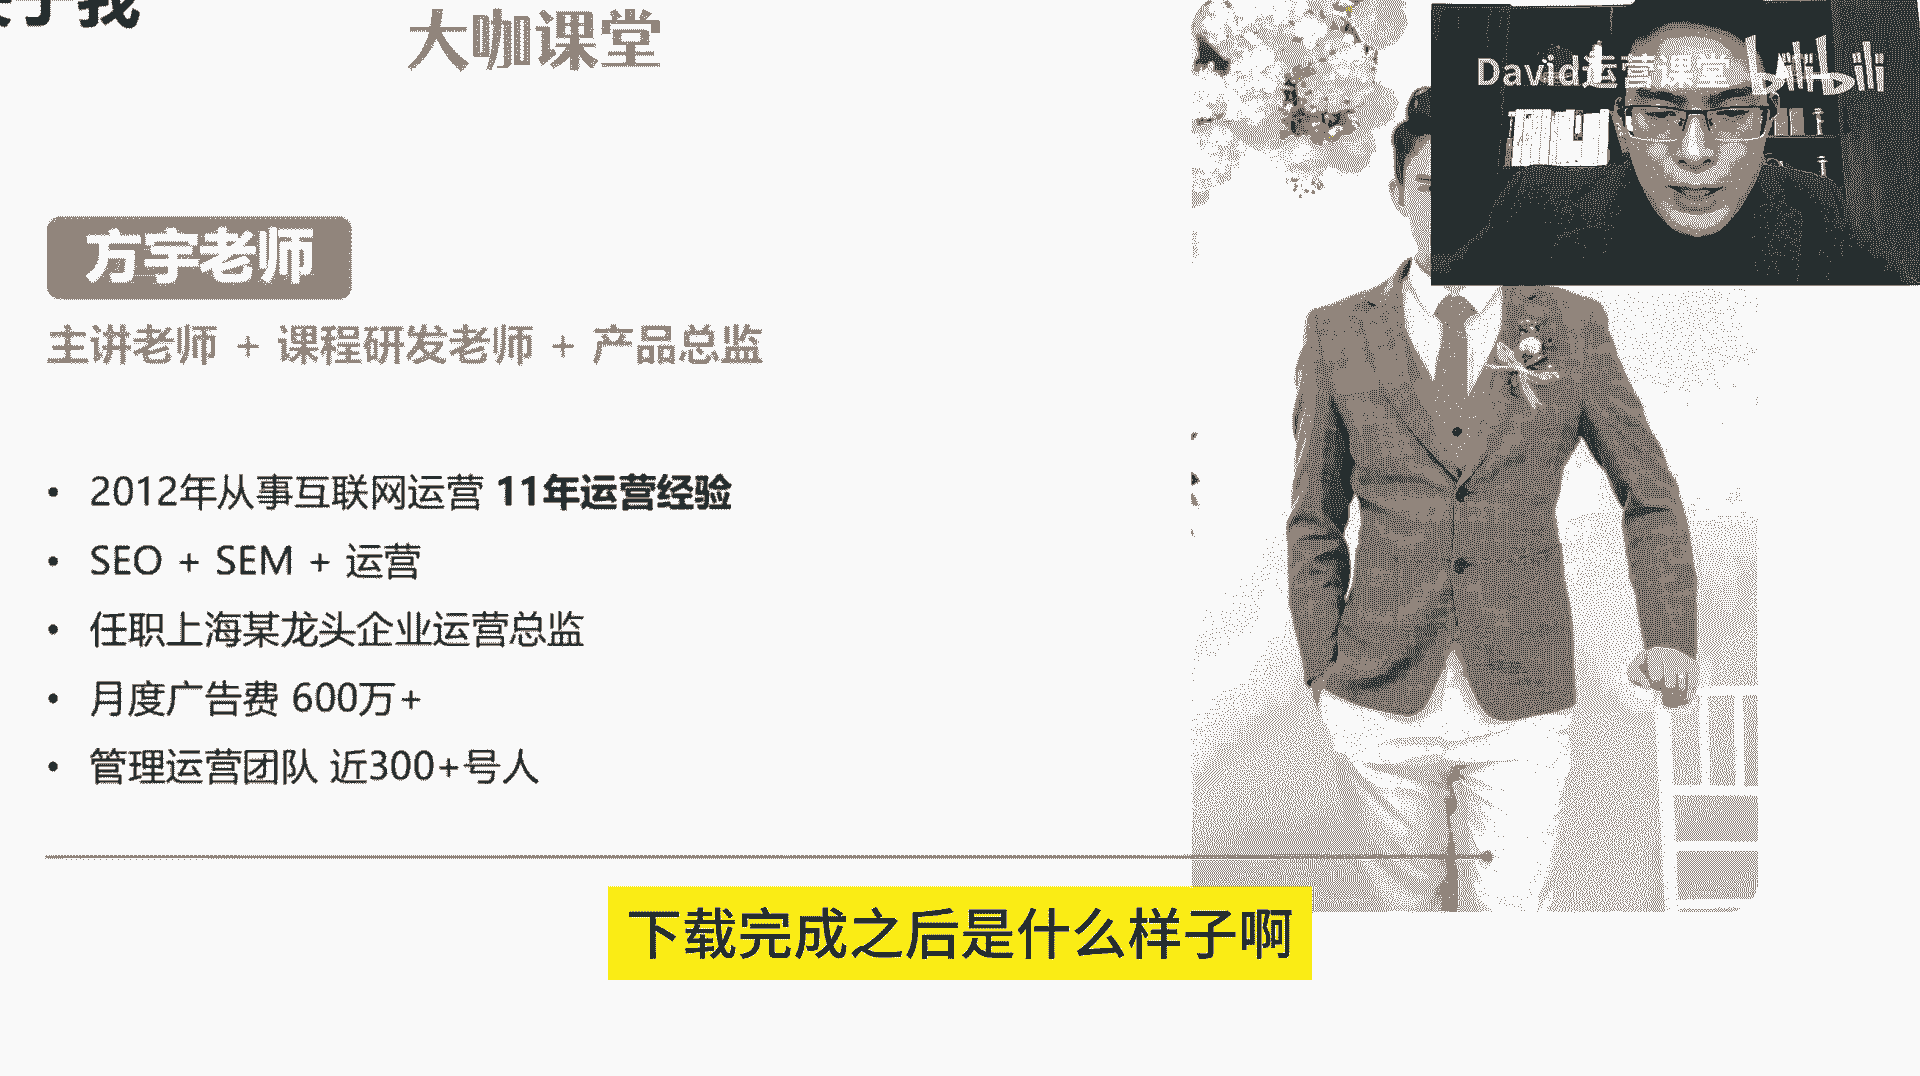 关于我
大咖课堂
David运营课堂 bilibili
方宇老师
主讲老师 + 课程研发老师 + 产品总监
• 2012年从事互联网运营 11年运营经验
• SEO + SEM + 运营
• 任职上海某龙头企业运营总监
• 月度广告费 600万+
• 管理运营团队 近300+号人
下载完成之后是什么样子啊